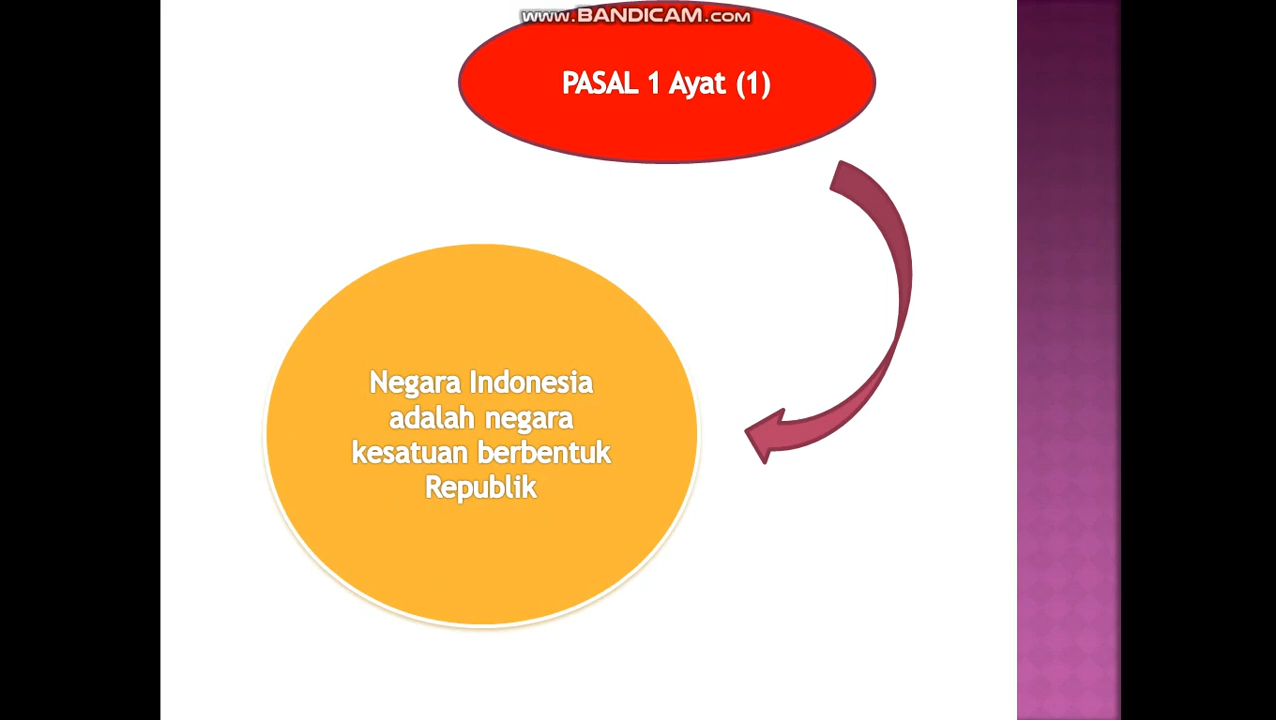 www.BANDICAM.com
PASAL 1 Ayat (1)
Negara Indonesia
adalah negara
kesatuan berbentuk
Republik